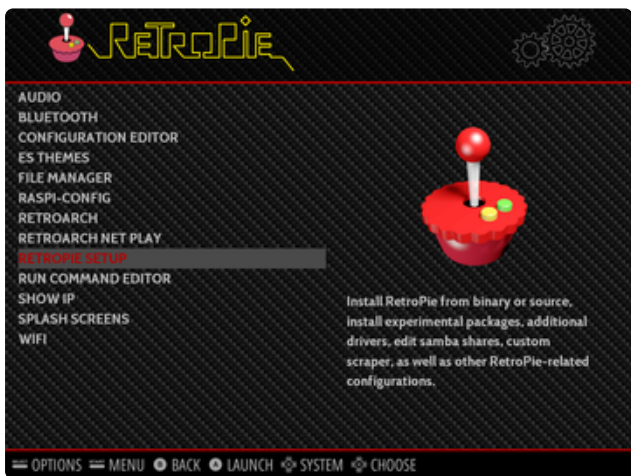 RETROPIE
AUDIO
BLUETOOTH
CONFIGURATION EDITOR
ES THEMES
FILE MANAGER
RASPI-CONFIG
RETROARCH
RETROARCH NET PLAY
RETROPIE SETUP
RUN COMMAND EDITOR
SHOW IP
SPLASH SCREENS
WIFI
Install RetroPie from binary or source,
install experimental packages, additional
drivers, edit samba shares, custom
scraper, as well as other RetroPie-related
configurations.
OPTIONS MENU BACK A LAUNCH SYSTEM CHOOSE